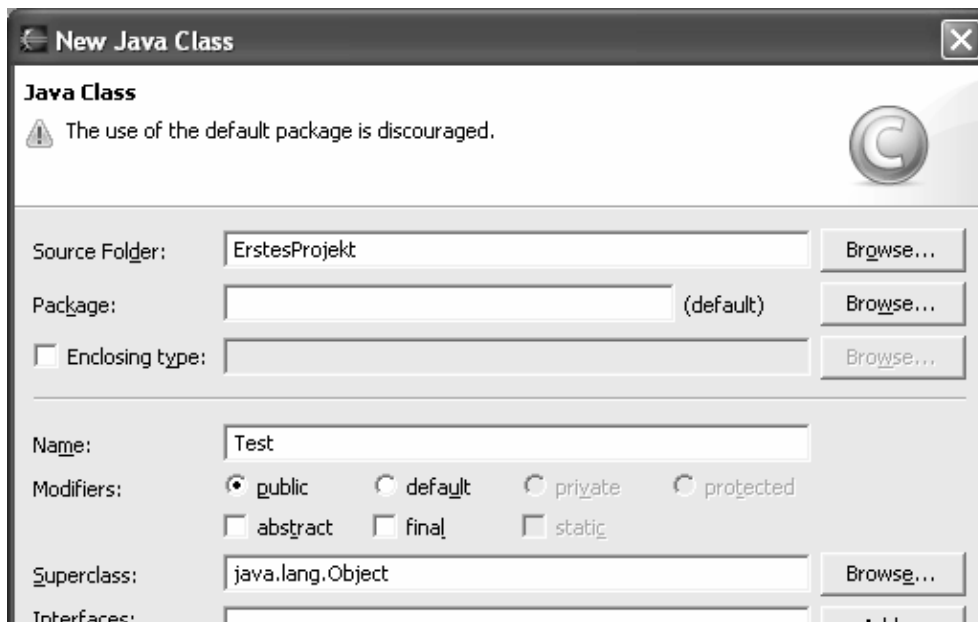 New Java Class
Java Class
The use of the default package is discouraged.
Source Folder: ErstesProjekt Browse...
Package: (default) Browse...
Enclosing type: Browse...
Name: Test
Modifiers: public default private protected
abstract final static
Superclass: java.lang.Object Browse...
Interfaces: